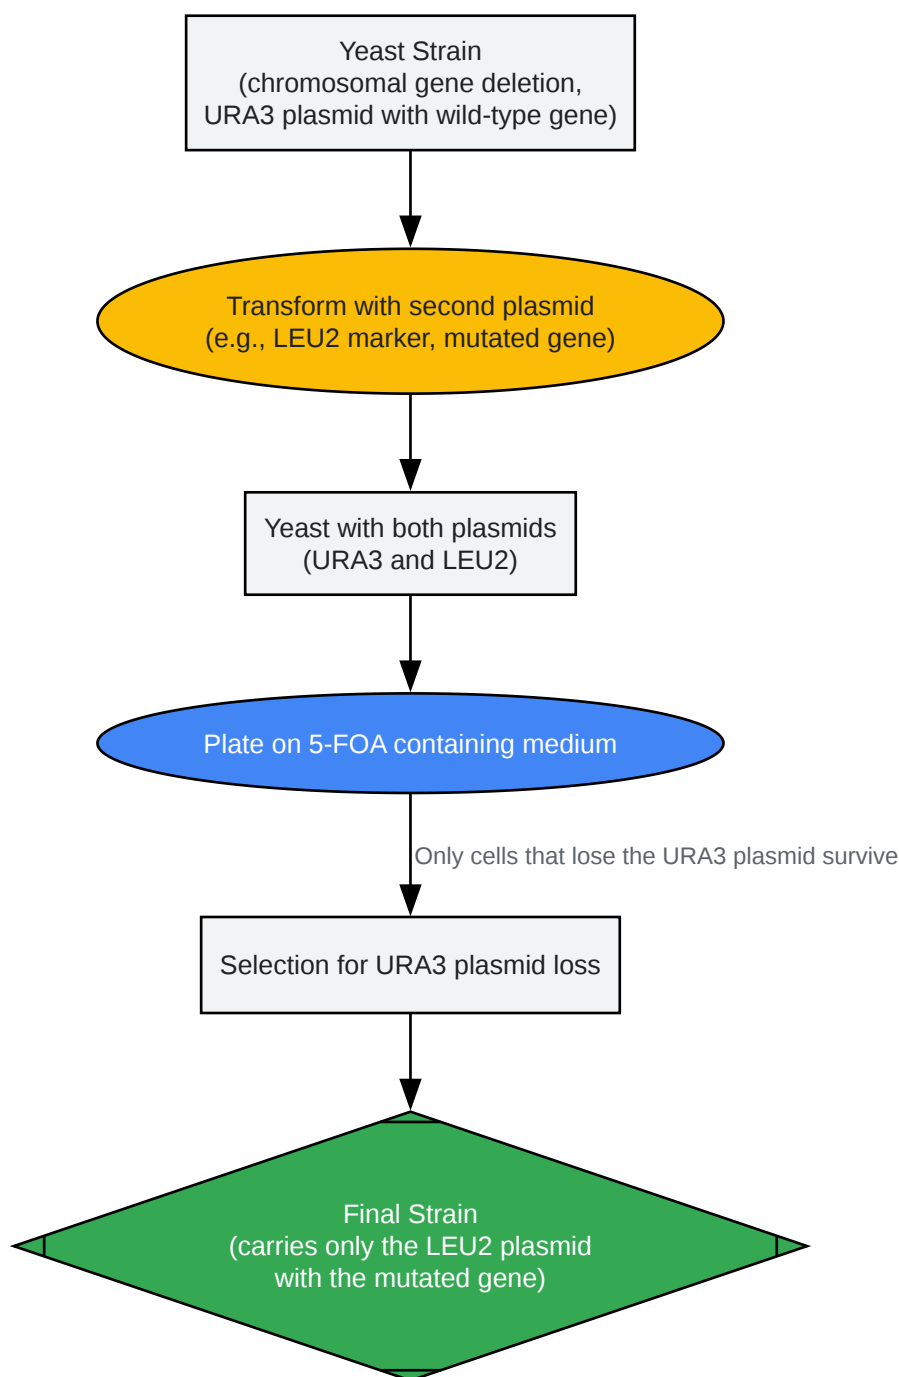 Yeast Strain
(chromosomal gene deletion,
URA3 plasmid with wild-type gene)
Transform with second plasmid
(e.g., LEU2 marker, mutated gene)
Yeast with both plasmids
(URA3 and LEU2)
Plate on 5-FOA containing medium
Only cells that lose the URA3 plasmid survive
Selection for URA3 plasmid loss
Final Strain
(carries only the LEU2 plasmid
with the mutated gene)